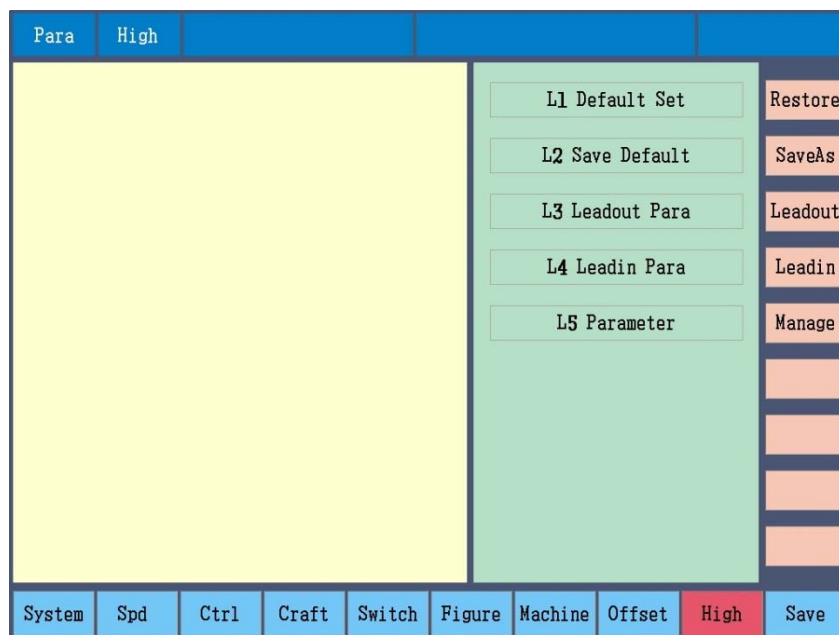 Para High
L1 Default Set Restore
L2 Save Default SaveAs
L3 Leadout Para Leadout
L4 Leadin Para Leadin
L5 Parameter Manage
System Spd Ctrl Craft Switch Figure Machine Offset High Save